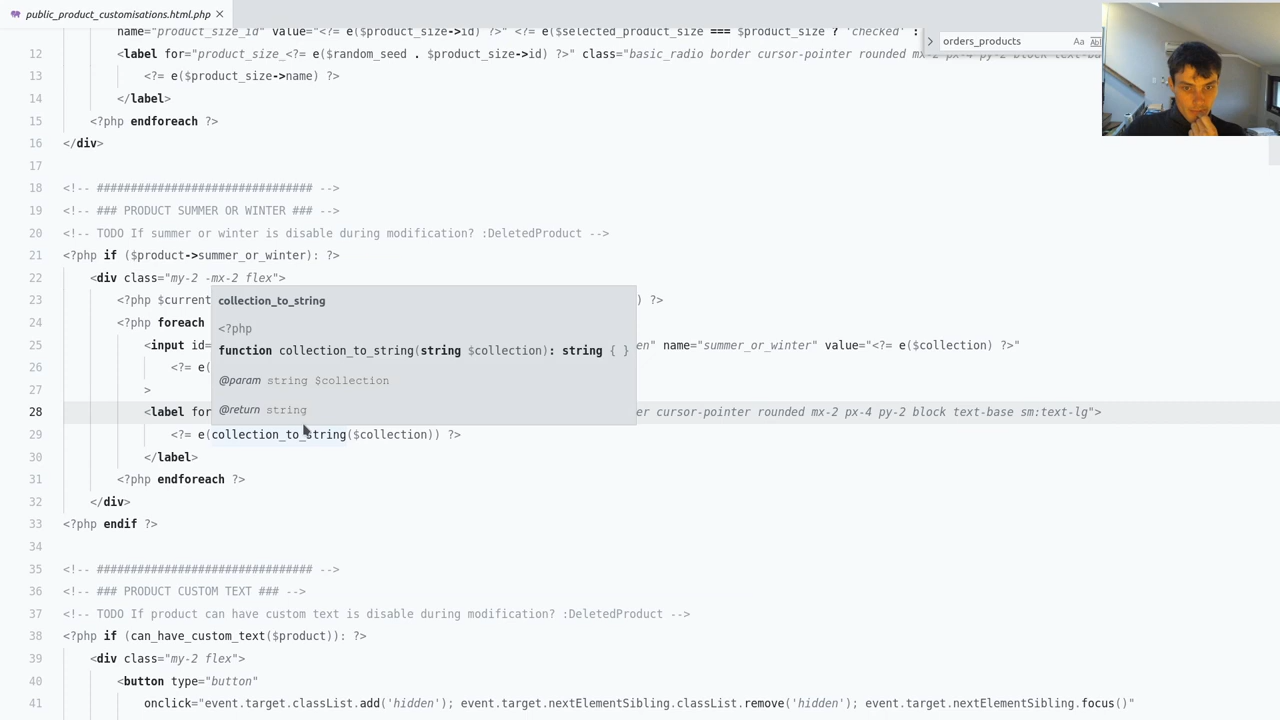 public_product_customisations.html.php
name="product_size_id" value="<?= e($product_size->id) ?>" <?= e($selected_product_size === $product_size ? 'checked' :
orders_products
12 <label for="product_size_<?= e($random_seed . $product_size->id) ?>" class="basic_radio border cursor-pointer rounded mx-2 px-4 py-2 block
13 <?= e($product_size->name) ?>
14 </label>
15 <?php endforeach ?>
16 </div>
17
18 <!-- ################################ -->
19 <!-- ### PRODUCT SUMMER OR WINTER ### -->
20 <!-- TODO If summer or winter is disable during modification? :DeletedProduct -->
21 <?php if ($product->summer_or_winter): ?>
22 <div class="my-2 -mx-2 flex">
23 <?php $current ) ?>
24 <?php foreach
25 <input id= en" name="summer_or_winter" value="<?= e($collection) ?>"
26 <?= e(
27 >
28 <label for er cursor-pointer rounded mx-2 px-4 py-2 block text-base sm:text-lg">
collection_to_string
<?php
function collection_to_string(string $collection): string { }
@param string $collection
@return string
29 <?= e(collection_to_string($collection)) ?>
30 </label>
31 <?php endforeach ?>
32 </div>
33 <?php endif ?>
34
35 <!-- ################################ -->
36 <!-- ### PRODUCT CUSTOM TEXT ### -->
37 <!-- TODO If product can have custom text is disable during modification? :DeletedProduct -->
38 <?php if (can_have_custom_text($product)): ?>
39 <div class="my-2 flex">
40 <button type="button"
41 onclick="event.target.classList.add('hidden'); event.target.nextElementSibling.classList.remove('hidden'); event.target.nextElementSibling.focus()"